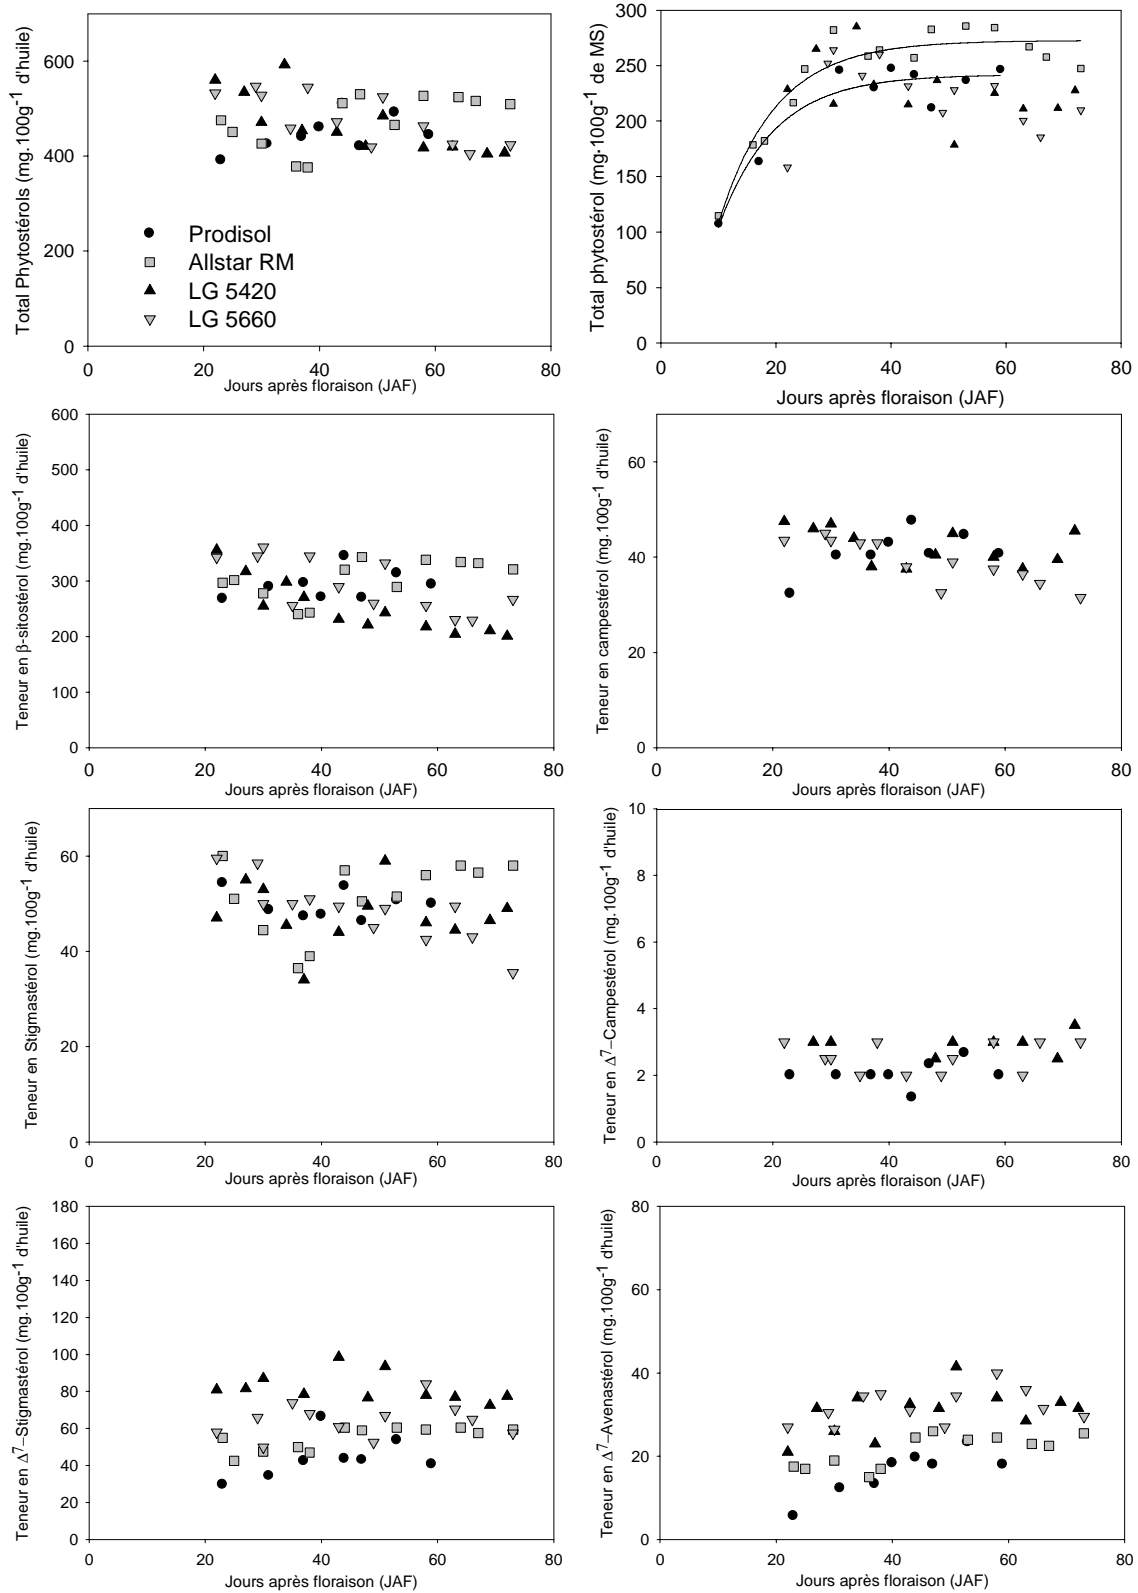 Total Phytostérols (mg.100g-1 d'huile)
600
400
200
0
Prodisol
Allstar RM
LG 5420
LG 5660
0 20 40 60 80
Jours après floraison (JAF)
Total phytostérol (mg·100g-1 de MS)
300
250
200
150
100
50
0
0 20 40 60 80
Jours après floraison (JAF)
Teneur en β-sitostérol (mg.100g-1 d'huile)
600
500
400
300
200
100
0
0 20 40 60 80
Jours après floraison (JAF)
Teneur en campestérol (mg.100g-1 d'huile)
60
40
20
0
0 20 40 60 80
Jours après floraison (JAF)
Teneur en Stigmastérol (mg.100g-1 d'huile)
60
40
20
0
0 20 40 60 80
Jours après floraison (JAF)
Teneur en Δ7–Campestérol (mg.100g-1 d'huile)
10
8
6
4
2
0
0 20 40 60 80
Jours après floraison (JAF)
Teneur en Δ7–Stigmastérol (mg.100g-1 d'huile)
180
160
140
120
100
80
60
40
20
0
0 20 40 60 80
Jours après floraison (JAF)
Teneur en Δ7–Avenastérol (mg.100g-1 d'huile)
80
60
40
20
0
0 20 40 60 80
Jours après floraison (JAF)